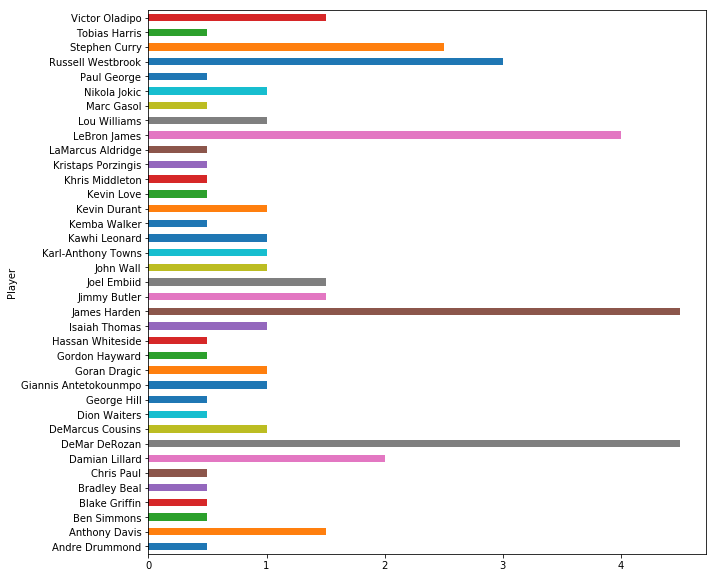 Victor Oladipo
Tobias Harris
Stephen Curry
Russell Westbrook
Paul George
Nikola Jokic
Marc Gasol
Lou Williams
LeBron James
LaMarcus Aldridge
Kristaps Porzingis
Khris Middleton
Kevin Love
Kevin Durant
Kemba Walker
Kawhi Leonard
Karl-Anthony Towns
John Wall
Joel Embiid
Jimmy Butler
James Harden
Isaiah Thomas
Hassan Whiteside
Gordon Hayward
Goran Dragic
Giannis Antetokounmpo
George Hill
Dion Waiters
DeMarcus Cousins
DeMar DeRozan
Damian Lillard
Chris Paul
Bradley Beal
Blake Griffin
Ben Simmons
Anthony Davis
Andre Drummond
Player
0 1 2 3 4